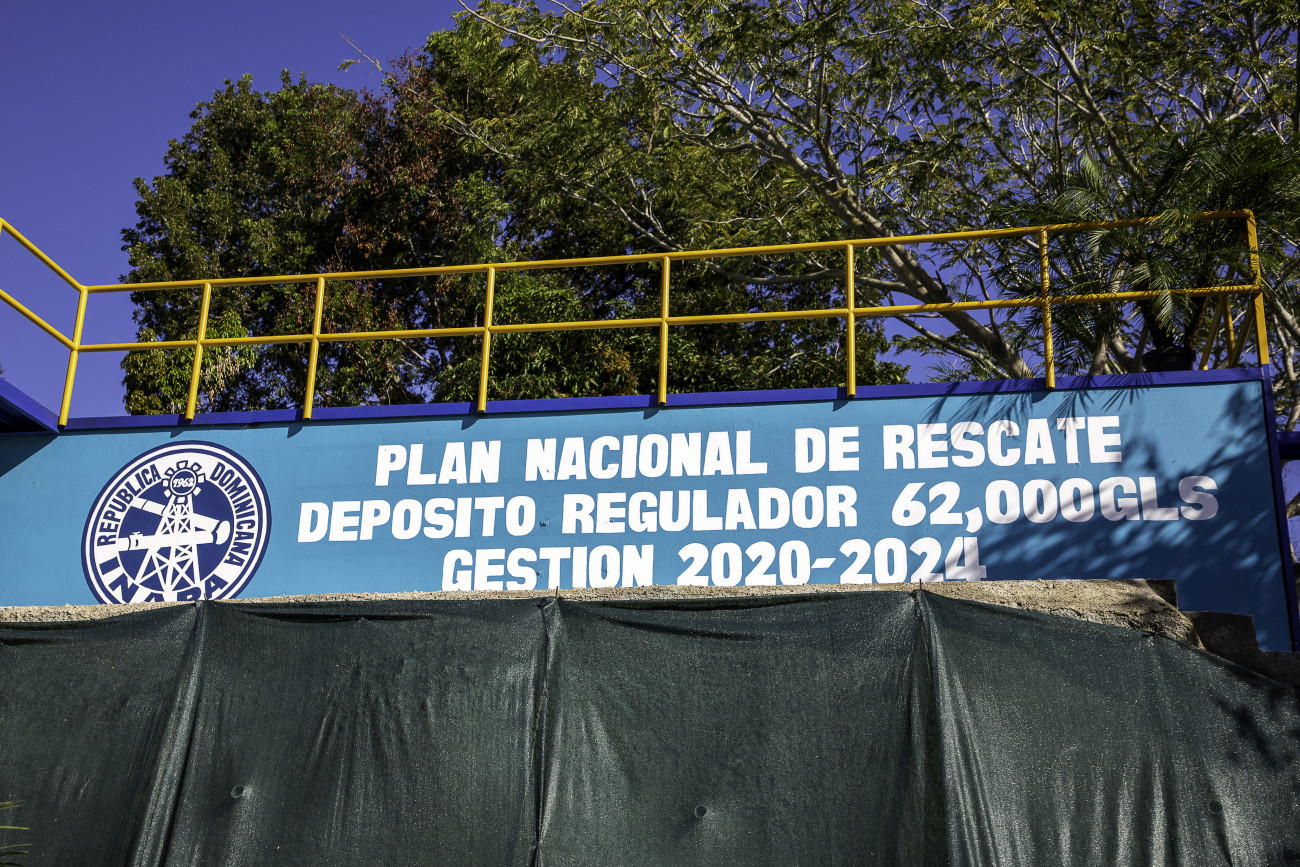 PLAN NACIONAL DE RESCATE
DEPOSITO REGULADOR 62,000GLS
GESTION 2020-2024
REPUBLICA DOMINICANA
1962
INAPA